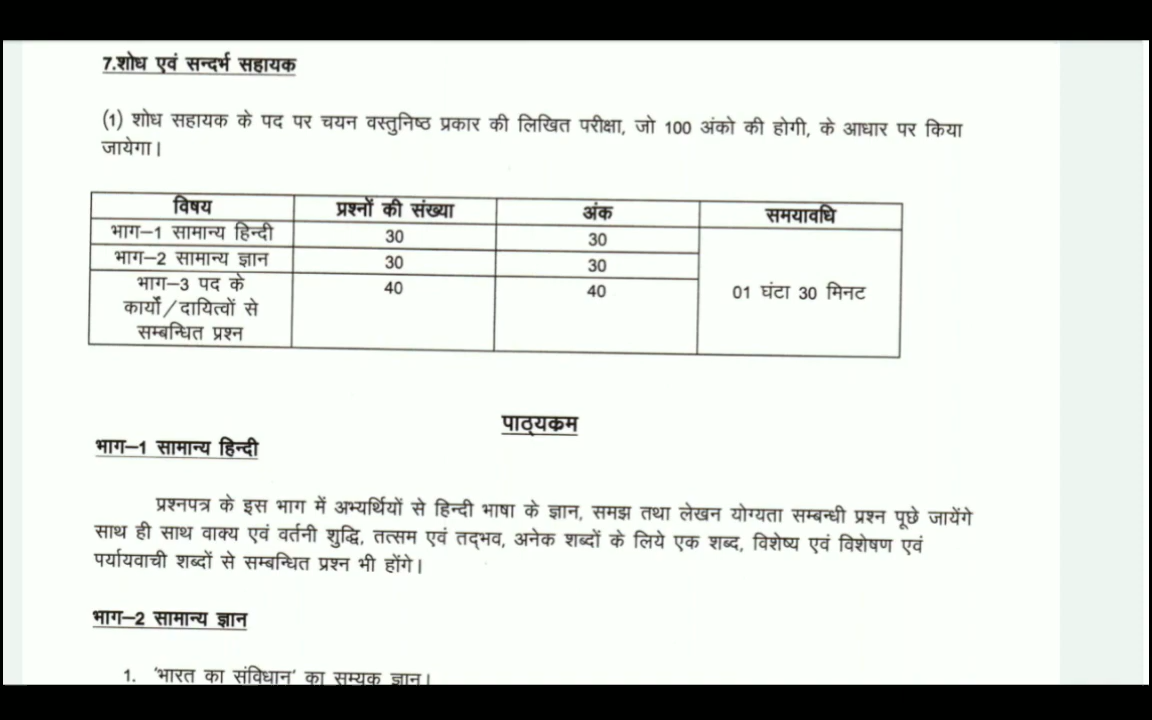 7.शोध एवं सन्दर्भ सहायक
(1) शोध सहायक के पद पर चयन वस्तुनिष्ठ प्रकार की लिखित परीक्षा, जो 100 अंको की होगी, के आधार पर किया
जायेगा।
विषय प्रश्नों की संख्या अंक समयावधि
भाग–1 सामान्य हिन्दी 30 30
भाग–2 सामान्य ज्ञान 30 30
भाग–3 पद के 40 40 01 घंटा 30 मिनट
कार्यों/दायित्वों से
सम्बन्धित प्रश्न
पाठ्यकम
भाग–1 सामान्य हिन्दी
प्रश्नपत्र के इस भाग में अभ्यर्थियों से हिन्दी भाषा के ज्ञान, समझ तथा लेखन योग्यता सम्बन्धी प्रश्न पूछे जायेंगे
साथ ही साथ वाक्य एवं वर्तनी शुद्धि, तत्सम एवं तद्भव, अनेक शब्दों के लिये एक शब्द, विशेष्य एवं विशेषण एवं
पर्यायवाची शब्दों से सम्बन्धित प्रश्न भी होंगे।
भाग–2 सामान्य ज्ञान
1. 'भारत का संविधान' का सम्यक ज्ञान।